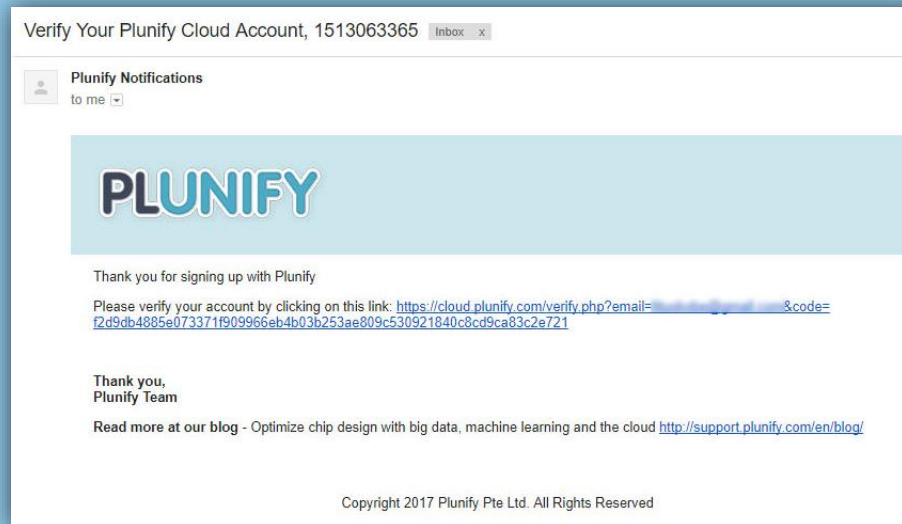 Verify Your Plunify Cloud Account, 1513063365 Inbox x
Plunify Notifications
to me
PLUNIFY
Thank you for signing up with Plunify
Please verify your account by clicking on this link: https://cloud.plunify.com/verify.php?email= &code=
f2d9db4885e073371f909966eb4b03b253ae809c530921840c8cd9ca83c2e721
Thank you,
Plunify Team
Read more at our blog - Optimize chip design with big data, machine learning and the cloud http://support.plunify.com/en/blog/
Copyright 2017 Plunify Pte Ltd. All Rights Reserved